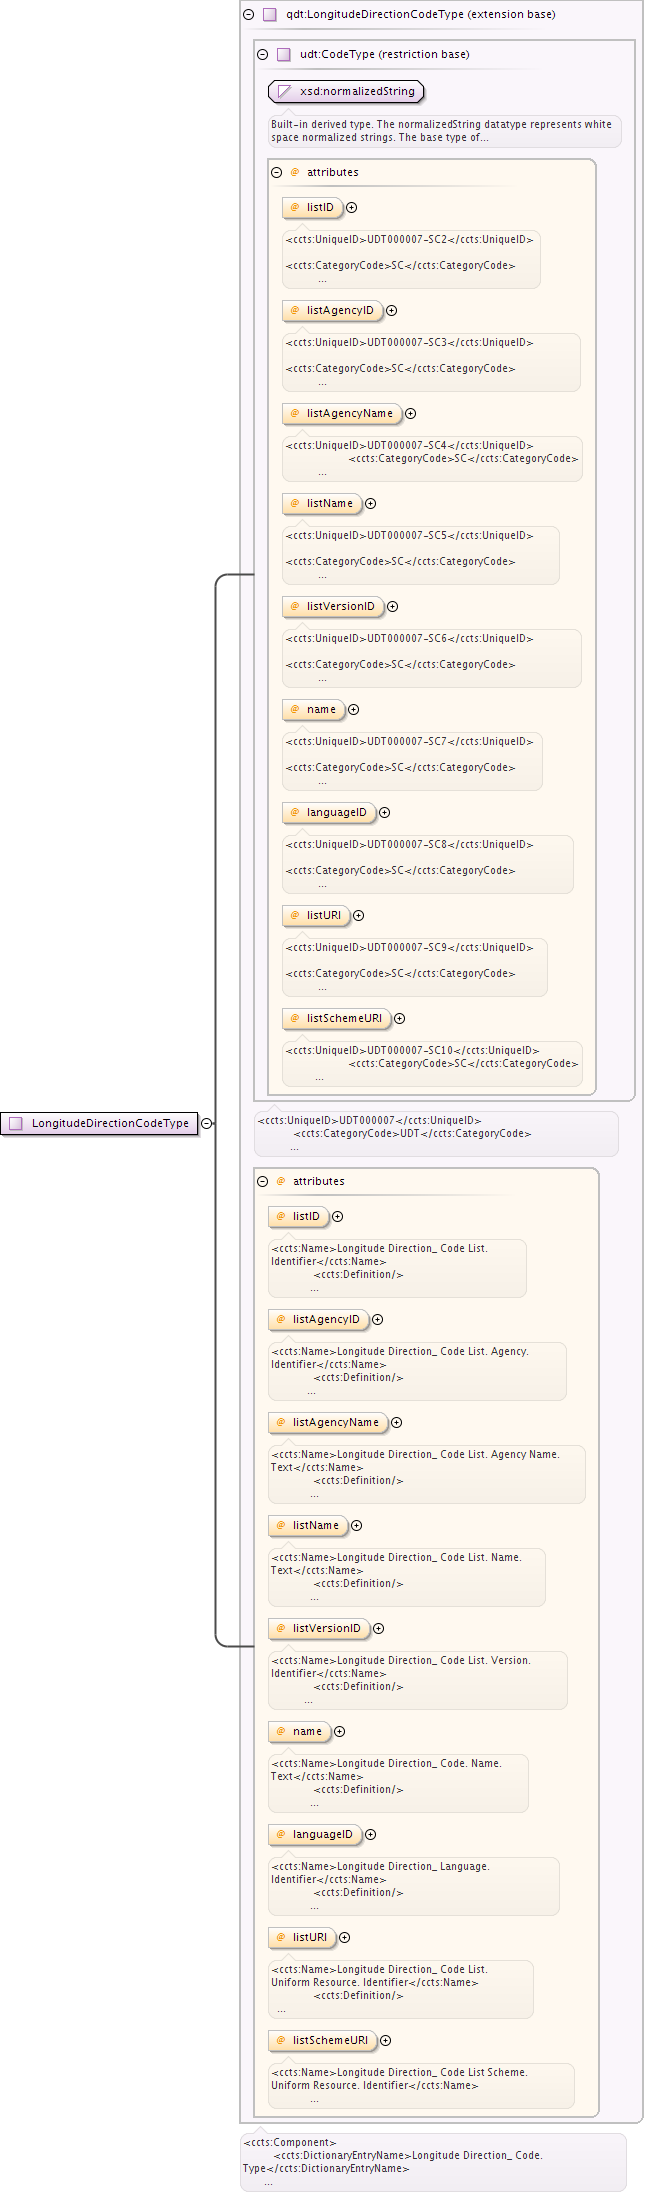 qdt:LongitudeDirectionCodeType (extension base)
udt:CodeType (restriction base)
xsd:normalizedString
Built-in derived type. The normalizedString datatype represents white
space normalized strings. The base type of...
@ attributes
@ listID
<ccts:UniqueID>UDT000007-SC2</ccts:UniqueID>
<ccts:CategoryCode>SC</ccts:CategoryCode>
...
@ listAgencyID
<ccts:UniqueID>UDT000007-SC3</ccts:UniqueID>
<ccts:CategoryCode>SC</ccts:CategoryCode>
...
@ listAgencyName
<ccts:UniqueID>UDT000007-SC4</ccts:UniqueID>
<ccts:CategoryCode>SC</ccts:CategoryCode>
...
@ listName
<ccts:UniqueID>UDT000007-SC5</ccts:UniqueID>
<ccts:CategoryCode>SC</ccts:CategoryCode>
...
@ listVersionID
<ccts:UniqueID>UDT000007-SC6</ccts:UniqueID>
<ccts:CategoryCode>SC</ccts:CategoryCode>
...
@ name
<ccts:UniqueID>UDT000007-SC7</ccts:UniqueID>
<ccts:CategoryCode>SC</ccts:CategoryCode>
...
@ languageID
<ccts:UniqueID>UDT000007-SC8</ccts:UniqueID>
<ccts:CategoryCode>SC</ccts:CategoryCode>
...
@ listURI
<ccts:UniqueID>UDT000007-SC9</ccts:UniqueID>
<ccts:CategoryCode>SC</ccts:CategoryCode>
...
@ listSchemeURI
<ccts:UniqueID>UDT000007-SC10</ccts:UniqueID>
<ccts:CategoryCode>SC</ccts:CategoryCode>
...
LongitudeDirectionCodeType
<ccts:UniqueID>UDT000007</ccts:UniqueID>
<ccts:CategoryCode>UDT</ccts:CategoryCode>
...
@ attributes
@ listID
<ccts:Name>Longitude Direction_ Code List.
Identifier</ccts:Name>
<ccts:Definition/>
...
@ listAgencyID
<ccts:Name>Longitude Direction_ Code List. Agency.
Identifier</ccts:Name>
<ccts:Definition/>
...
@ listAgencyName
<ccts:Name>Longitude Direction_ Code List. Agency Name.
Text</ccts:Name>
<ccts:Definition/>
...
@ listName
<ccts:Name>Longitude Direction_ Code List. Name.
Text</ccts:Name>
<ccts:Definition/>
...
@ listVersionID
<ccts:Name>Longitude Direction_ Code List. Version.
Identifier</ccts:Name>
<ccts:Definition/>
...
@ name
<ccts:Name>Longitude Direction_ Code. Name.
Text</ccts:Name>
<ccts:Definition/>
...
@ languageID
<ccts:Name>Longitude Direction_ Language.
Identifier</ccts:Name>
<ccts:Definition/>
...
@ listURI
<ccts:Name>Longitude Direction_ Code List.
Uniform Resource. Identifier</ccts:Name>
<ccts:Definition/>
...
@ listSchemeURI
<ccts:Name>Longitude Direction_ Code List Scheme.
Uniform Resource. Identifier</ccts:Name>
...
<ccts:Component>
<ccts:DictionaryEntryName>Longitude Direction_ Code.
Type</ccts:DictionaryEntryName>
...